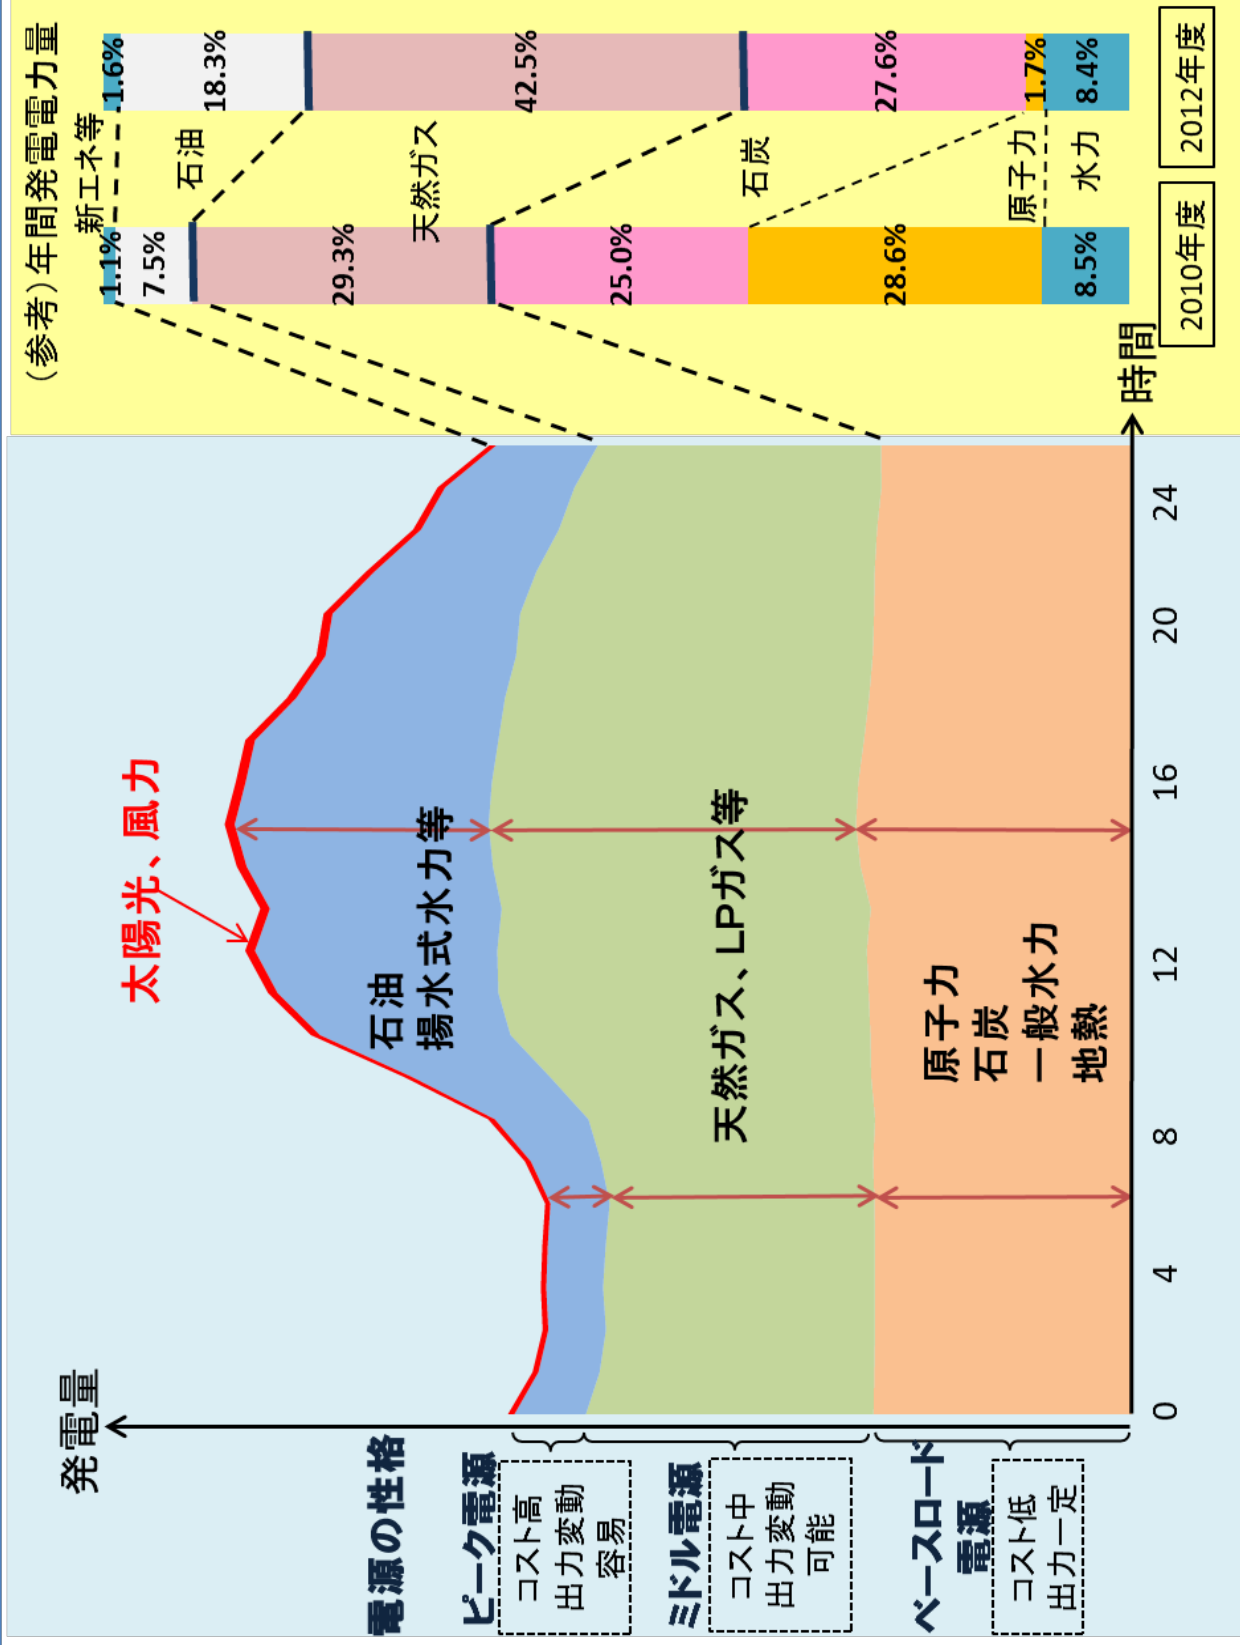 発電量
電源の性格
ピーク電源
コスト高
出力変動
容易
ミドル電源
コスト中
出力変動
可能
ベースロード
電源
コスト低
出力一定
太陽光、風力
石油
揚水式水力等
天然ガス、LPガス等
原子力
石炭
一般水力
地熱
0 4 8 12 16 20 24
時間
(参考)年間発電電力量
新エネ等
石油
天然ガス
石炭
原子力
水力
1.1%
7.5%
29.3%
25.0%
28.6%
8.5%
2010年度
1.6%
18.3%
42.5%
27.6%
1.7%
8.4%
2012年度